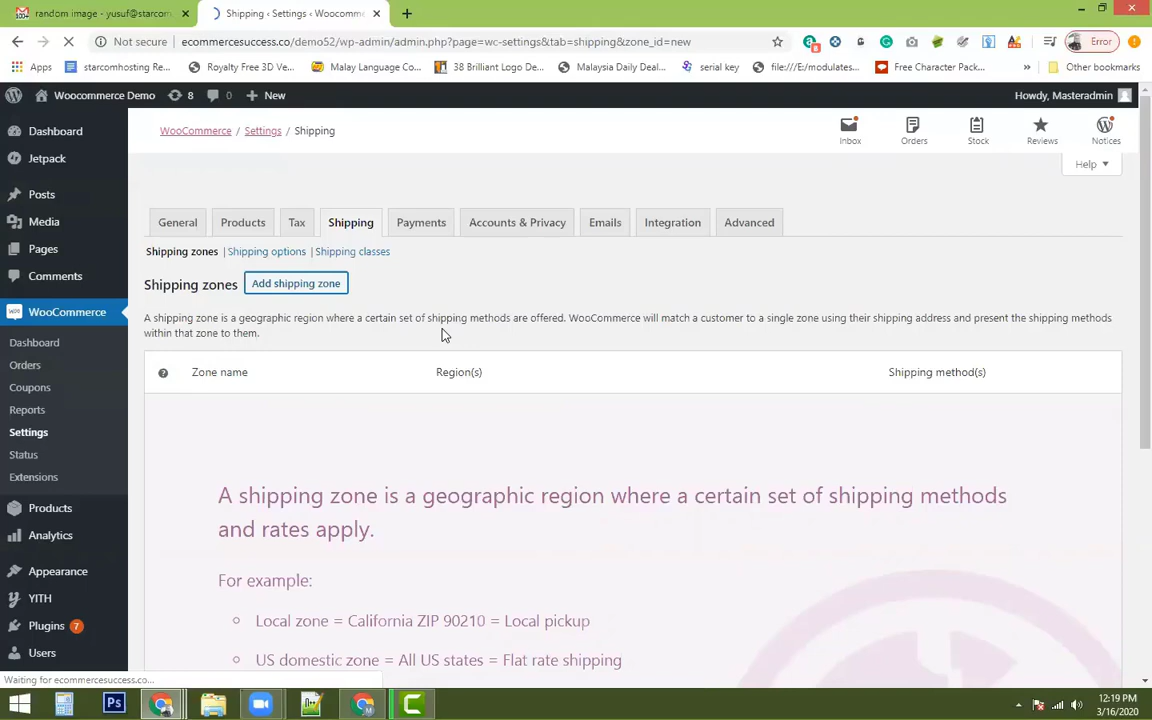 random image - yusuf@starcom
Shipping ‹ Settings ‹ Woocomme
Not secure
ecommercesuccess.co/demo52/wp-admin/admin.php?page=wc-settings&tab=shipping&zone_id=new
Error
Apps
starcomhosting Re...
Royalty Free 3D Ve...
Malay Language Co...
38 Brilliant Logo De...
Malaysia Daily Deal...
serial key
file:///E:/modulates...
Free Character Pack...
»
Other bookmarks
Woocommerce Demo
8
0
New
Howdy, Masteradmin
Dashboard
Jetpack
Posts
Media
Pages
Comments
WooCommerce
Dashboard
Orders
Coupons
Reports
Settings
Status
Extensions
Products
Analytics
Appearance
YITH
Plugins 7
Users
WooCommerce / Settings / Shipping
Inbox
Orders
Stock
Reviews
Notices
Help
General
Products
Tax
Shipping
Payments
Accounts & Privacy
Emails
Integration
Advanced
Shipping zones | Shipping options | Shipping classes
Shipping zones
Add shipping zone
A shipping zone is a geographic region where a certain set of shipping methods are offered. WooCommerce will match a customer to a single zone using their shipping address and present the shipping methods
within that zone to them.
Zone name
Region(s)
Shipping method(s)
A shipping zone is a geographic region where a certain set of shipping methods
and rates apply.
For example:
Local zone = California ZIP 90210 = Local pickup
US domestic zone = All US states = Flat rate shipping
Waiting for ecommercesuccess.co...
12:19 PM
3/16/2020